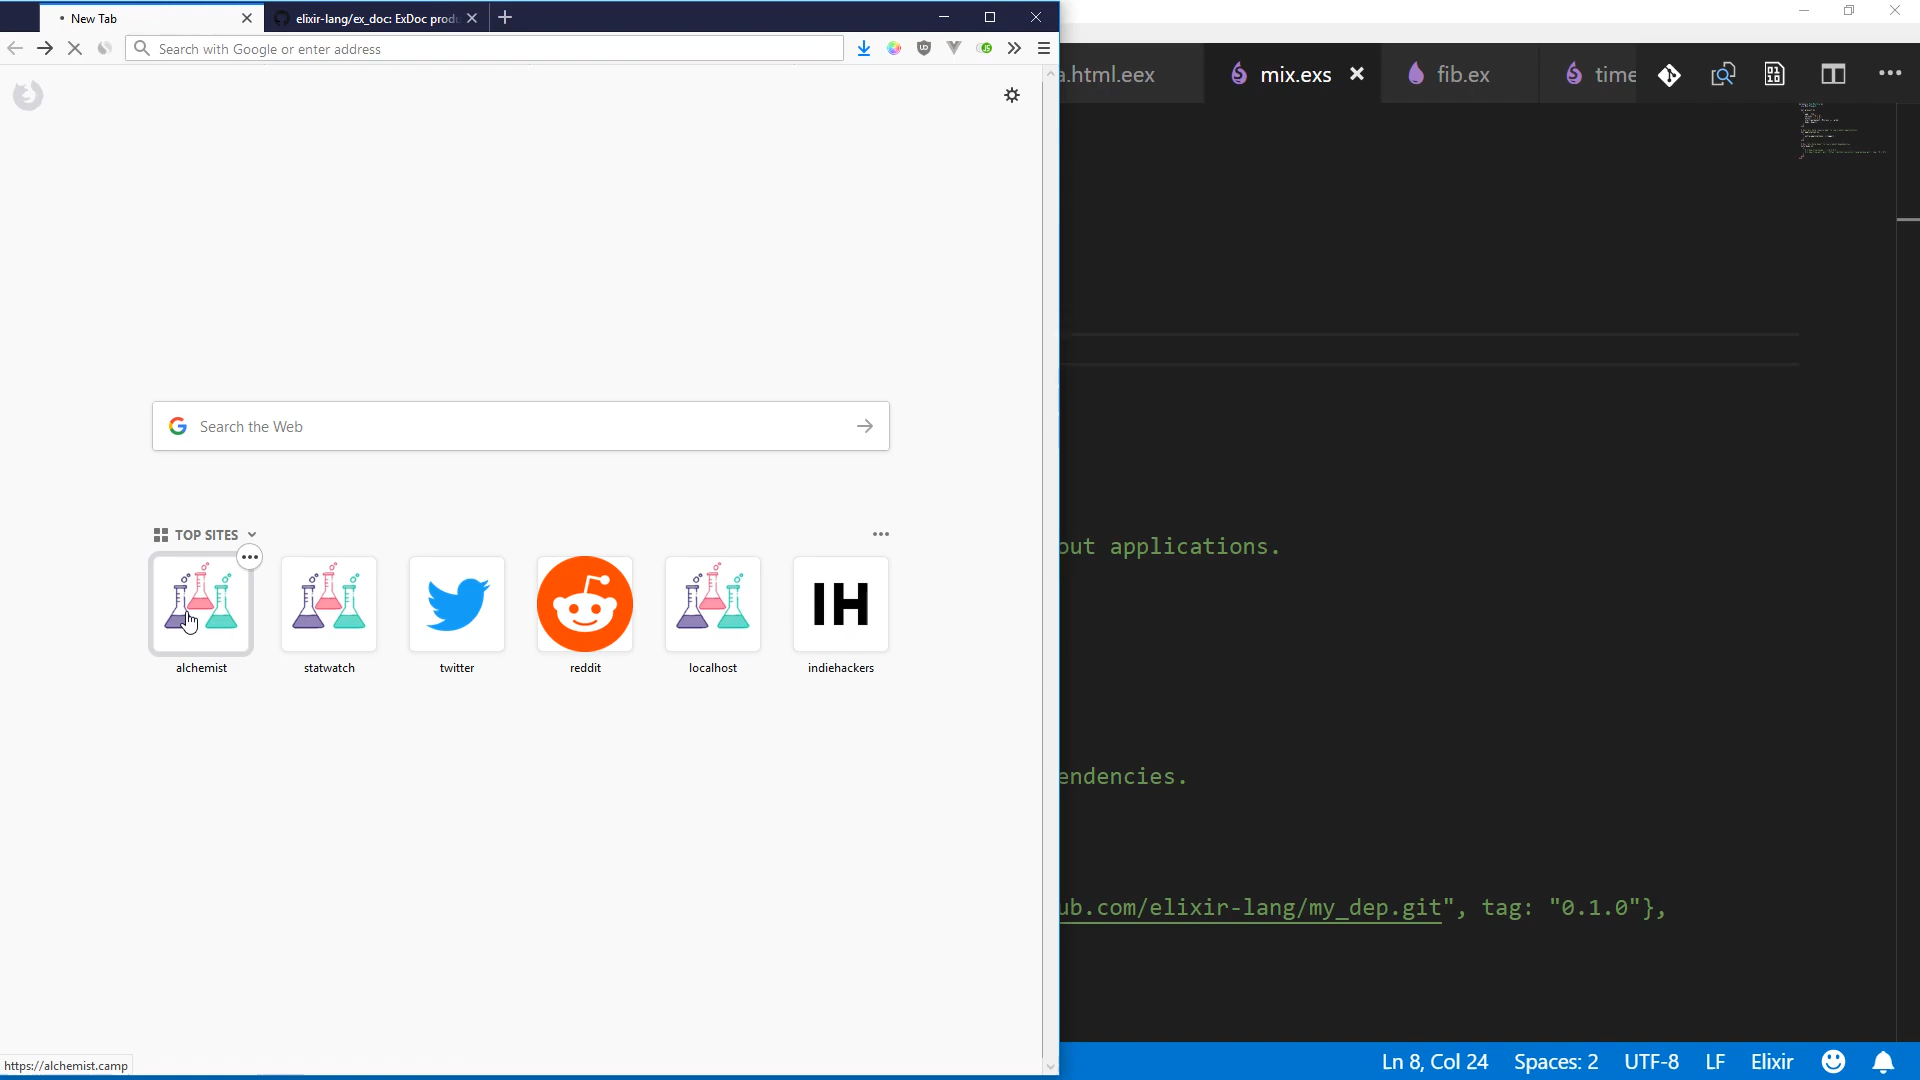 New Tab
elixir-lang/ex_doc: ExDoc produ
Search with Google or enter address
a.html.eex
mix.exs
fib.ex
time
Search the Web
TOP SITES
alchemist
statwatch
twitter
reddit
localhost
IH
indiehackers
out applications.
endencies.
ub.com/elixir-lang/my_dep.git", tag: "0.1.0"},
https://alchemist.camp
Ln 8, Col 24
Spaces: 2
UTF-8
LF
Elixir